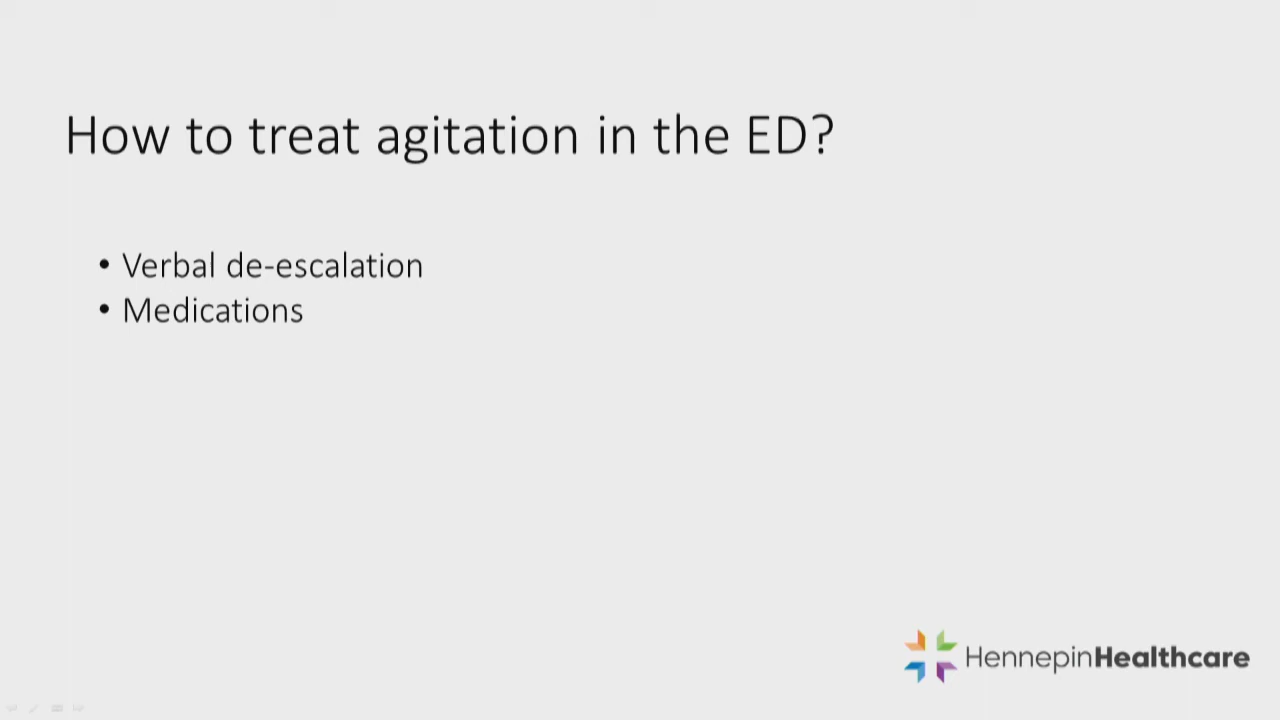 How to treat agitation in the ED?
• Verbal de-escalation
• Medications
HennepinHealthcare